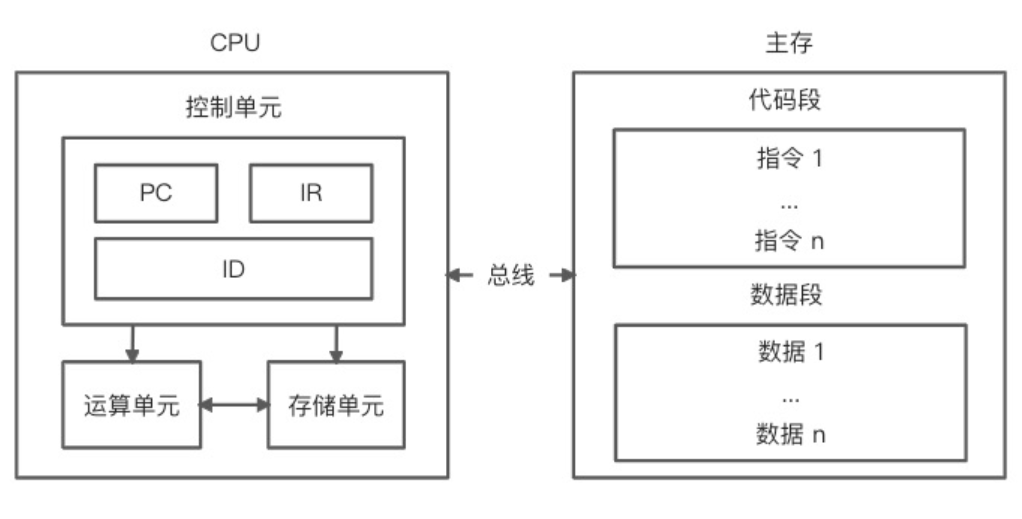 CPU
控制单元
PC
IR
ID
运算单元
存储单元
总线
主存
代码段
指令 1
...
指令 n
数据段
数据 1
...
数据 n